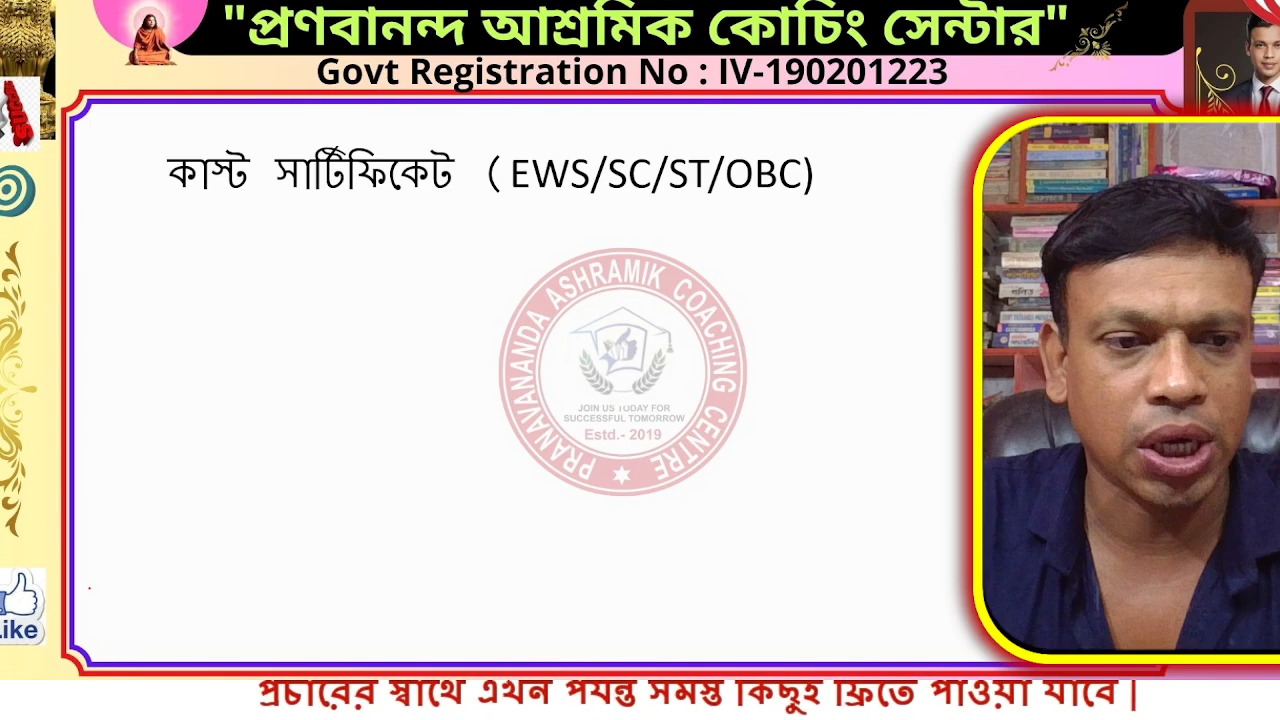 "প্রণবানন্দ আশ্রমিক কোচিং সেন্টার"
Govt Registration No : IV-190201223
কাস্ট সার্টিফিকেট ( EWS/SC/ST/OBC)
PRANAVANANDA ASHRAMIK COACHING CENTRE
JOIN US TODAY FOR
SUCCESSFUL TOMORROW
Estd.- 2019
Like
প্রচারের স্বার্থে এখন পর্যন্ত সমস্ত কিছুই ফ্রিতে পাওয়া যাবে |